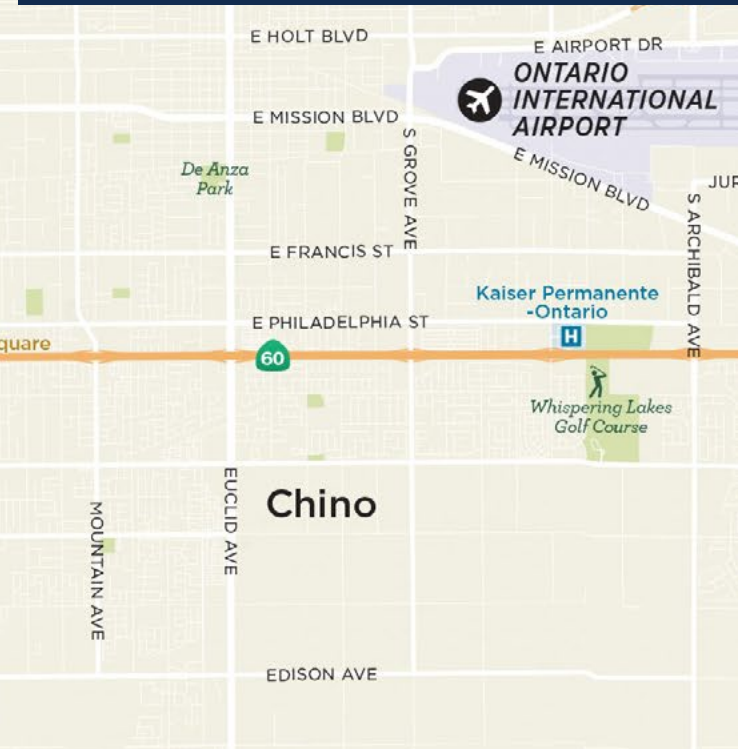 E HOLT BLVD
E AIRPORT DR
ONTARIO
INTERNATIONAL
AIRPORT
E MISSION BLVD
S GROVE AVE
E MISSION BLVD
De Anza
Park
JUR
S ARCHIBALD AVE
E FRANCIS ST
Kaiser Permanente
-Ontario
H
E PHILADELPHIA ST
quare
60
Whispering Lakes
Golf Course
EUCLID AVE
Chino
MOUNTAIN AVE
EDISON AVE